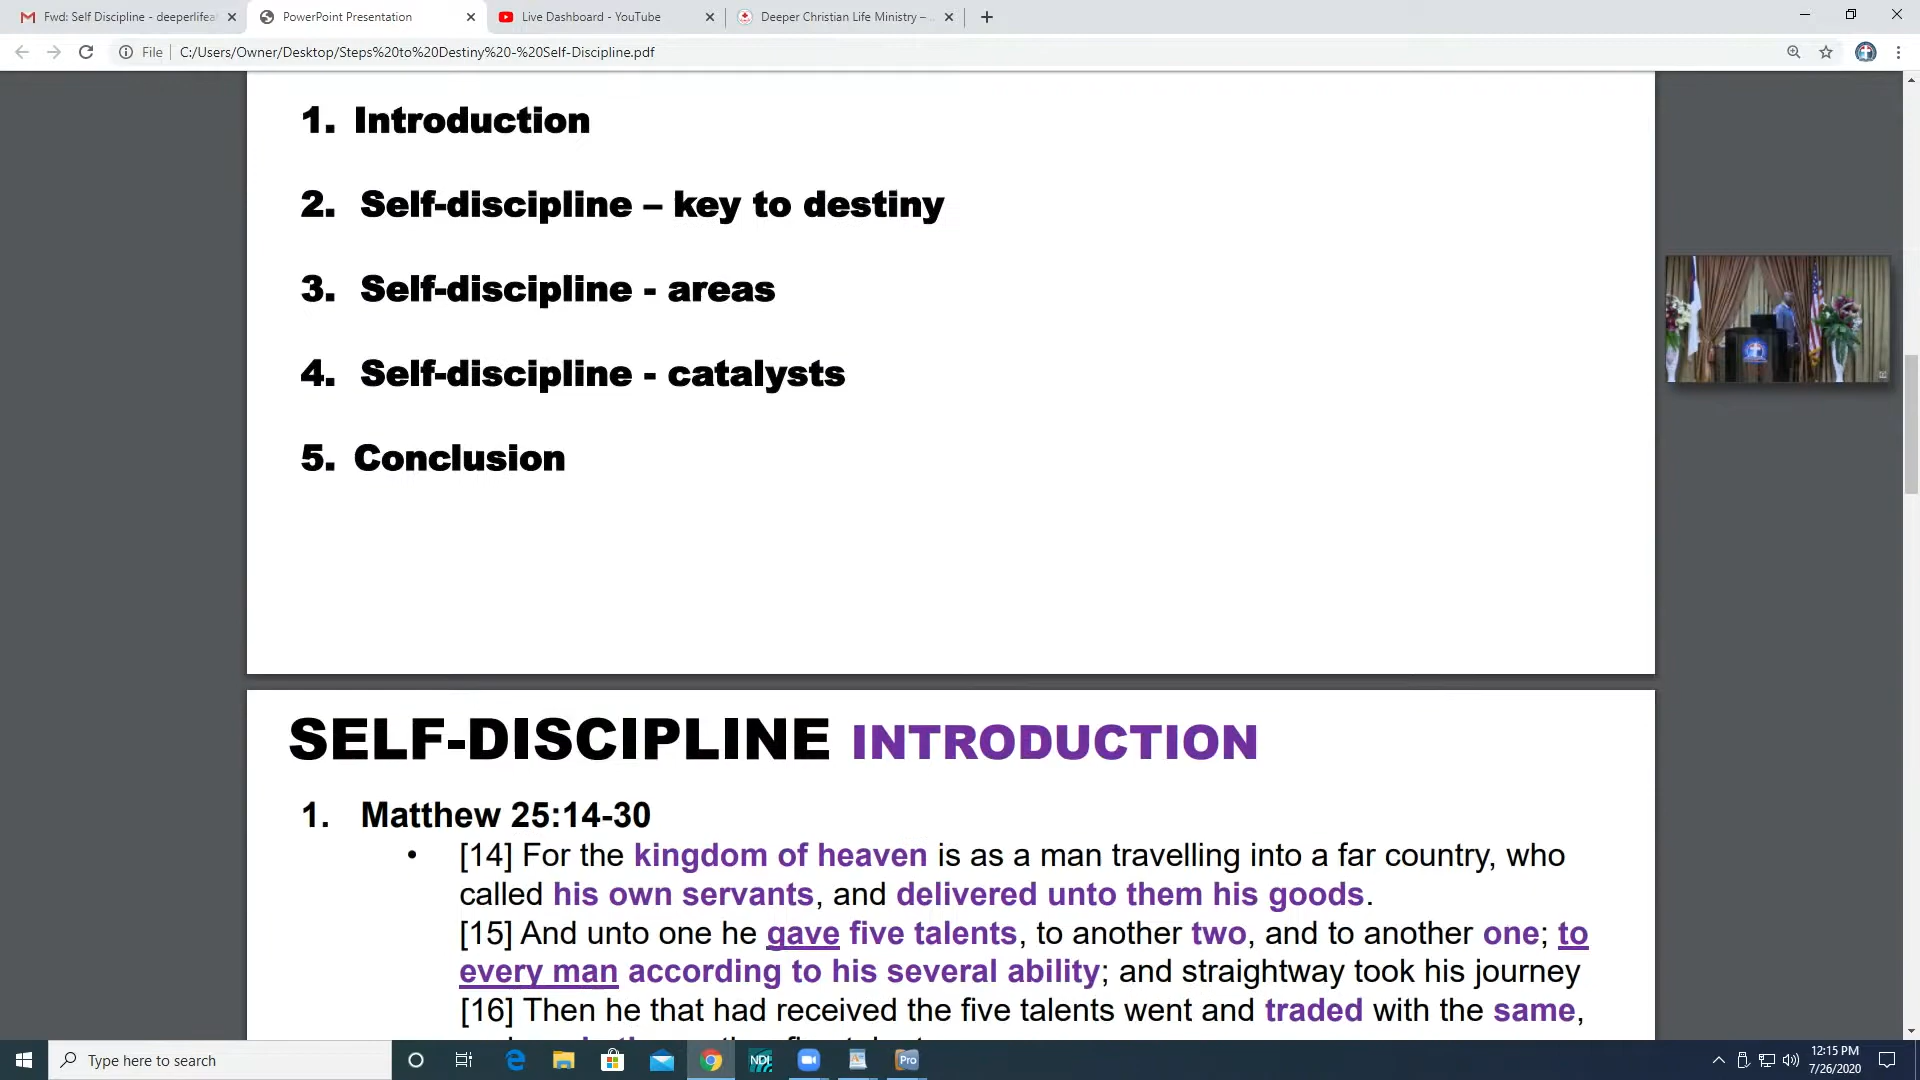 Fwd: Self Discipline - deeperlifea
PowerPoint Presentation
Live Dashboard - YouTube
Deeper Christian Life Ministry –
File
C:/Users/Owner/Desktop/Steps%20to%20Destiny%20-%20Self-Discipline.pdf
1. Introduction
2. Self-discipline – key to destiny
3. Self-discipline - areas
4. Self-discipline - catalysts
5. Conclusion
SELF-DISCIPLINE INTRODUCTION
1. Matthew 25:14-30
• [14] For the kingdom of heaven is as a man travelling into a far country, who
called his own servants, and delivered unto them his goods.
[15] And unto one he gave five talents, to another two, and to another one; to
every man according to his several ability; and straightway took his journey
[16] Then he that had received the five talents went and traded with the same,
Type here to search
NDI
Pro
12:15 PM
7/26/2020